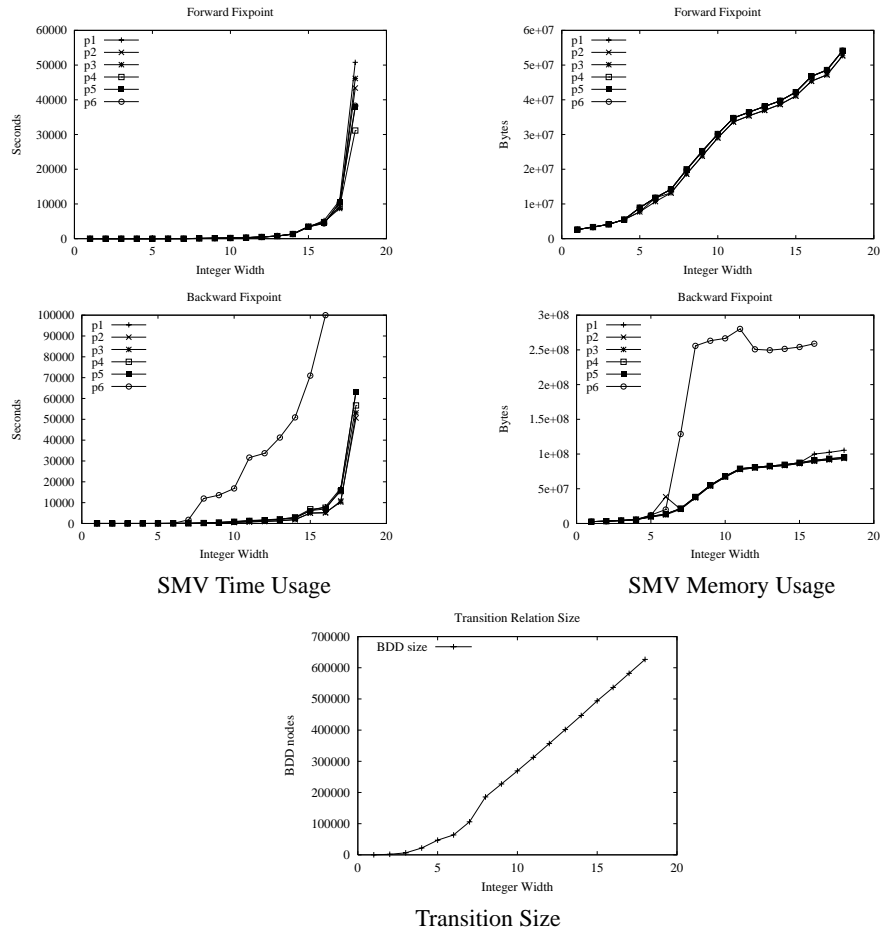 Forward Fixpoint
p1
p2
p3
p4
p5
p6
60000
50000
40000
30000
20000
10000
0
Seconds
0 5 10 15 20
Integer Width
Forward Fixpoint
p1
p2
p3
p4
p5
p6
6e+07
5e+07
4e+07
3e+07
2e+07
1e+07
0
Bytes
0 5 10 15 20
Integer Width
Backward Fixpoint
p1
p2
p3
p4
p5
p6
100000
90000
80000
70000
60000
50000
40000
30000
20000
10000
0
Seconds
0 5 10 15 20
Integer Width
SMV Time Usage
Backward Fixpoint
p1
p2
p3
p4
p5
p6
3e+08
2.5e+08
2e+08
1.5e+08
1e+08
5e+07
0
Bytes
0 5 10 15 20
Integer Width
SMV Memory Usage
Transition Relation Size
BDD size
700000
600000
500000
400000
300000
200000
100000
0
BDD nodes
0 5 10 15 20
Integer Width
Transition Size